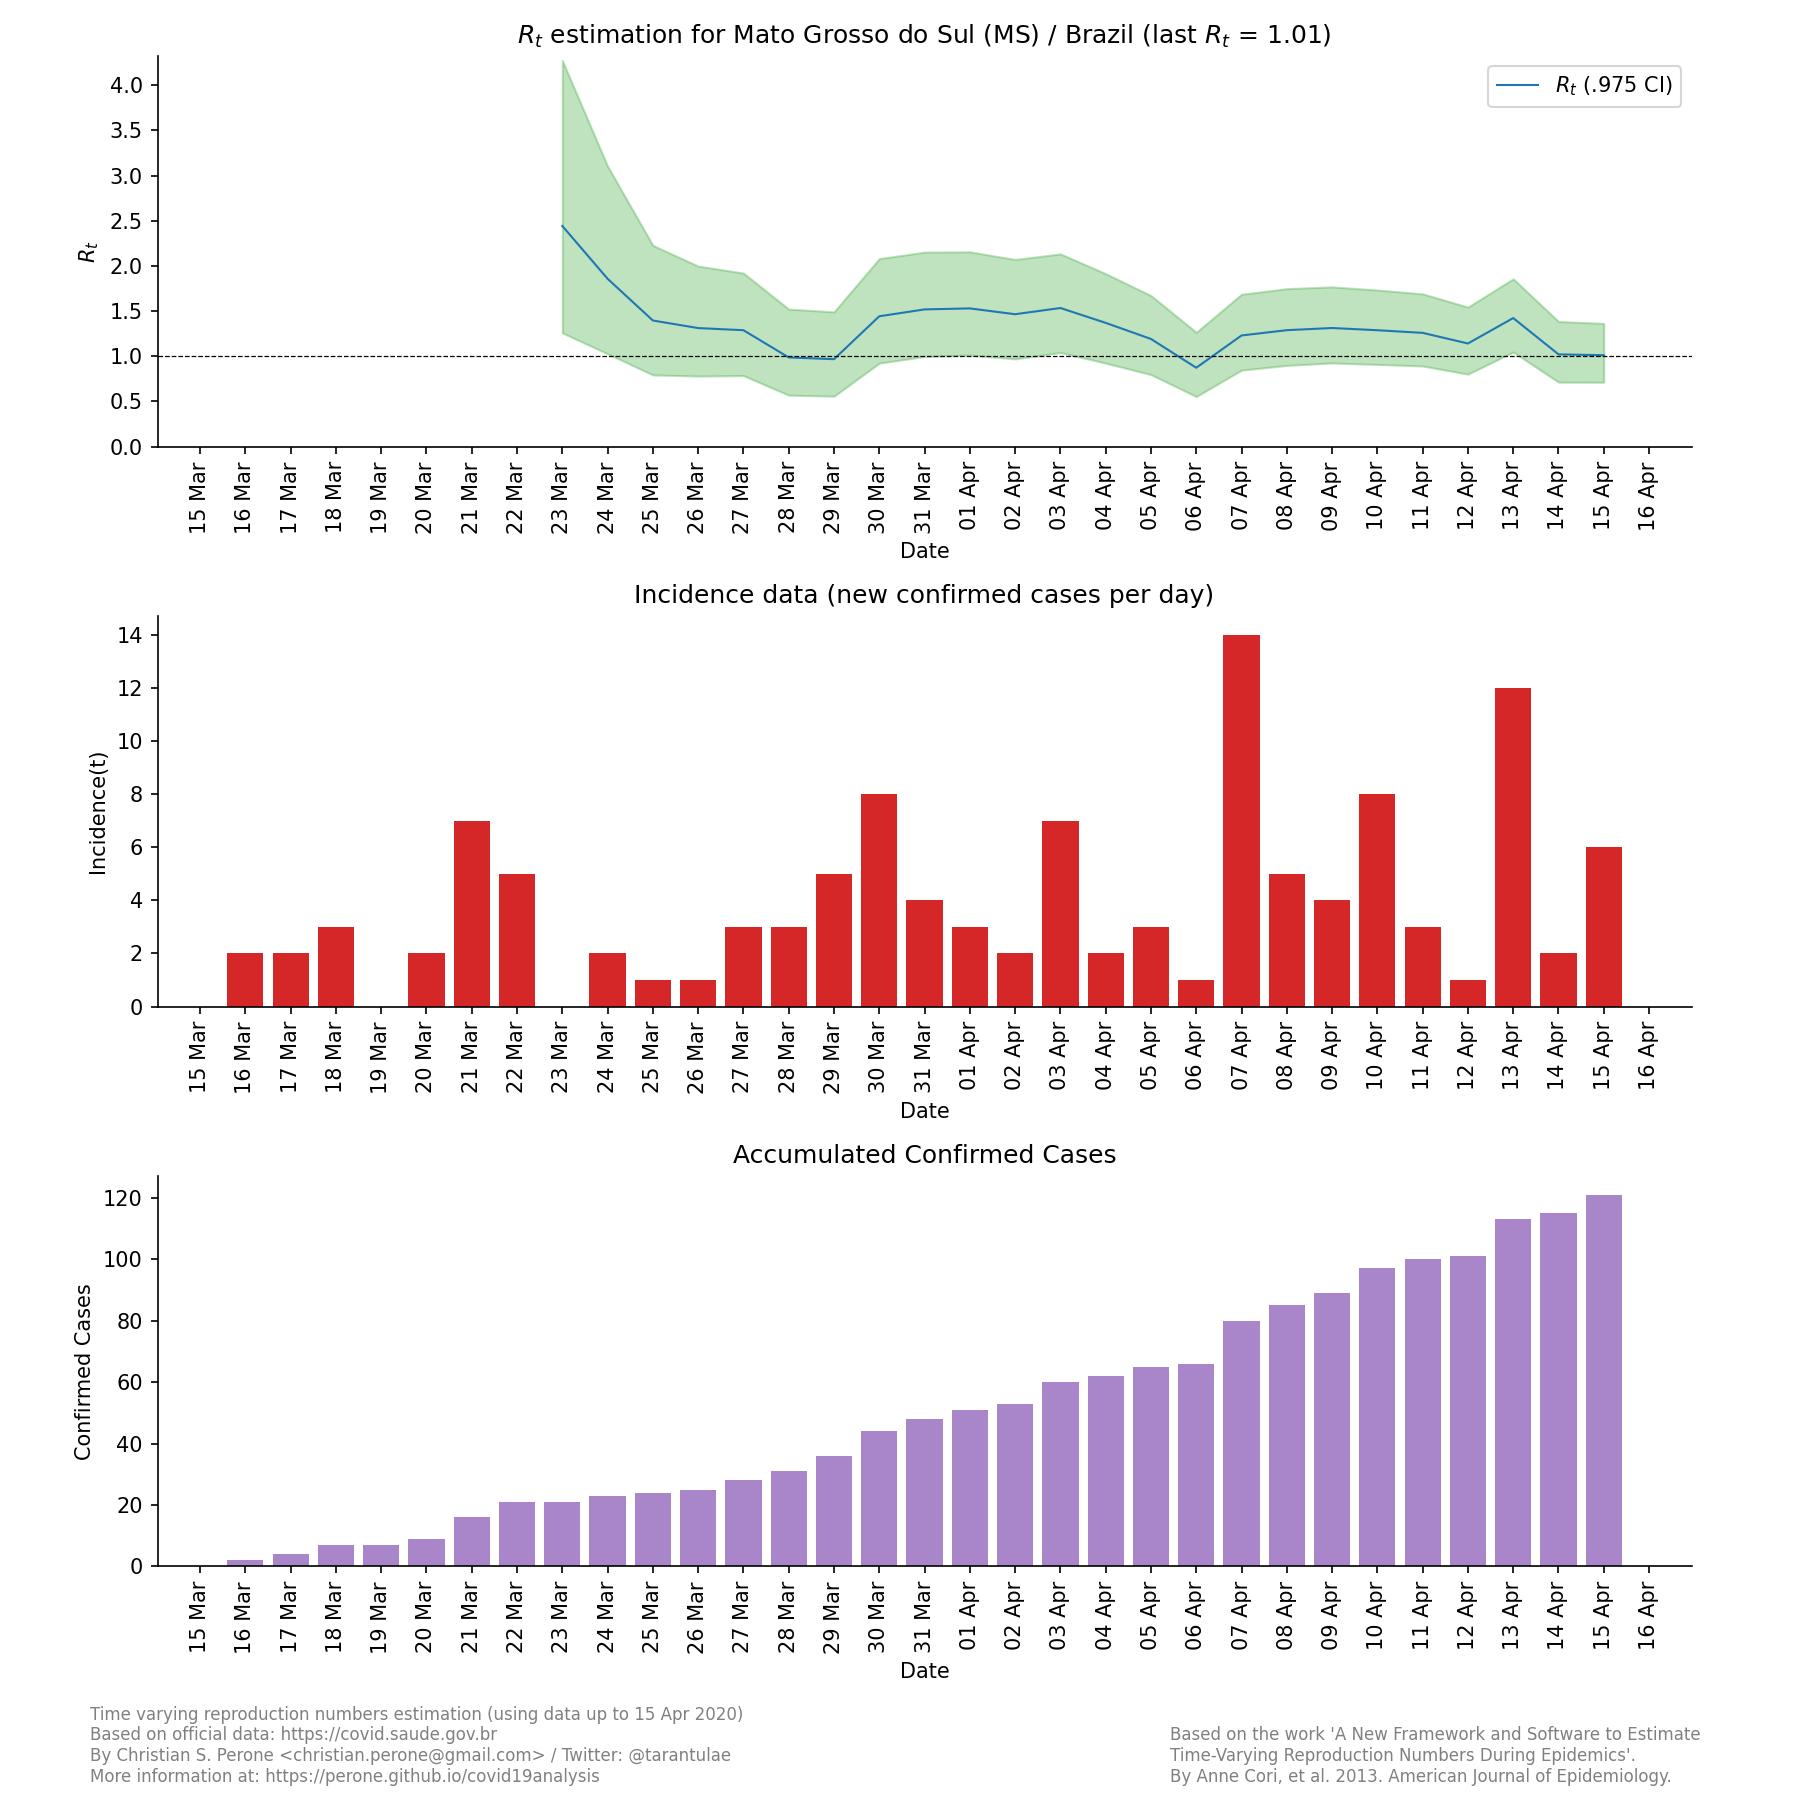 Rt estimation for Mato Grosso do Sul (MS) / Brazil (last Rt = 1.01)
Rt (.975 CI)
Rt
4.0
3.5
3.0
2.5
2.0
1.5
1.0
0.5
0.0
15 Mar 16 Mar 17 Mar 18 Mar 19 Mar 20 Mar 21 Mar 22 Mar 23 Mar 24 Mar 25 Mar 26 Mar 27 Mar 28 Mar 29 Mar 30 Mar 31 Mar 01 Apr 02 Apr 03 Apr 04 Apr 05 Apr 06 Apr 07 Apr 08 Apr 09 Apr 10 Apr 11 Apr 12 Apr 13 Apr 14 Apr 15 Apr 16 Apr
Date
Incidence data (new confirmed cases per day)
Incidence(t)
14
12
10
8
6
4
2
0
15 Mar 16 Mar 17 Mar 18 Mar 19 Mar 20 Mar 21 Mar 22 Mar 23 Mar 24 Mar 25 Mar 26 Mar 27 Mar 28 Mar 29 Mar 30 Mar 31 Mar 01 Apr 02 Apr 03 Apr 04 Apr 05 Apr 06 Apr 07 Apr 08 Apr 09 Apr 10 Apr 11 Apr 12 Apr 13 Apr 14 Apr 15 Apr 16 Apr
Date
Accumulated Confirmed Cases
Confirmed Cases
120
100
80
60
40
20
0
15 Mar 16 Mar 17 Mar 18 Mar 19 Mar 20 Mar 21 Mar 22 Mar 23 Mar 24 Mar 25 Mar 26 Mar 27 Mar 28 Mar 29 Mar 30 Mar 31 Mar 01 Apr 02 Apr 03 Apr 04 Apr 05 Apr 06 Apr 07 Apr 08 Apr 09 Apr 10 Apr 11 Apr 12 Apr 13 Apr 14 Apr 15 Apr 16 Apr
Date
Time varying reproduction numbers estimation (using data up to 15 Apr 2020)
Based on official data: https://covid.saude.gov.br
By Christian S. Perone <christian.perone@gmail.com> / Twitter: @tarantulae
More information at: https://perone.github.io/covid19analysis
Based on the work 'A New Framework and Software to Estimate
Time-Varying Reproduction Numbers During Epidemics'.
By Anne Cori, et al. 2013. American Journal of Epidemiology.